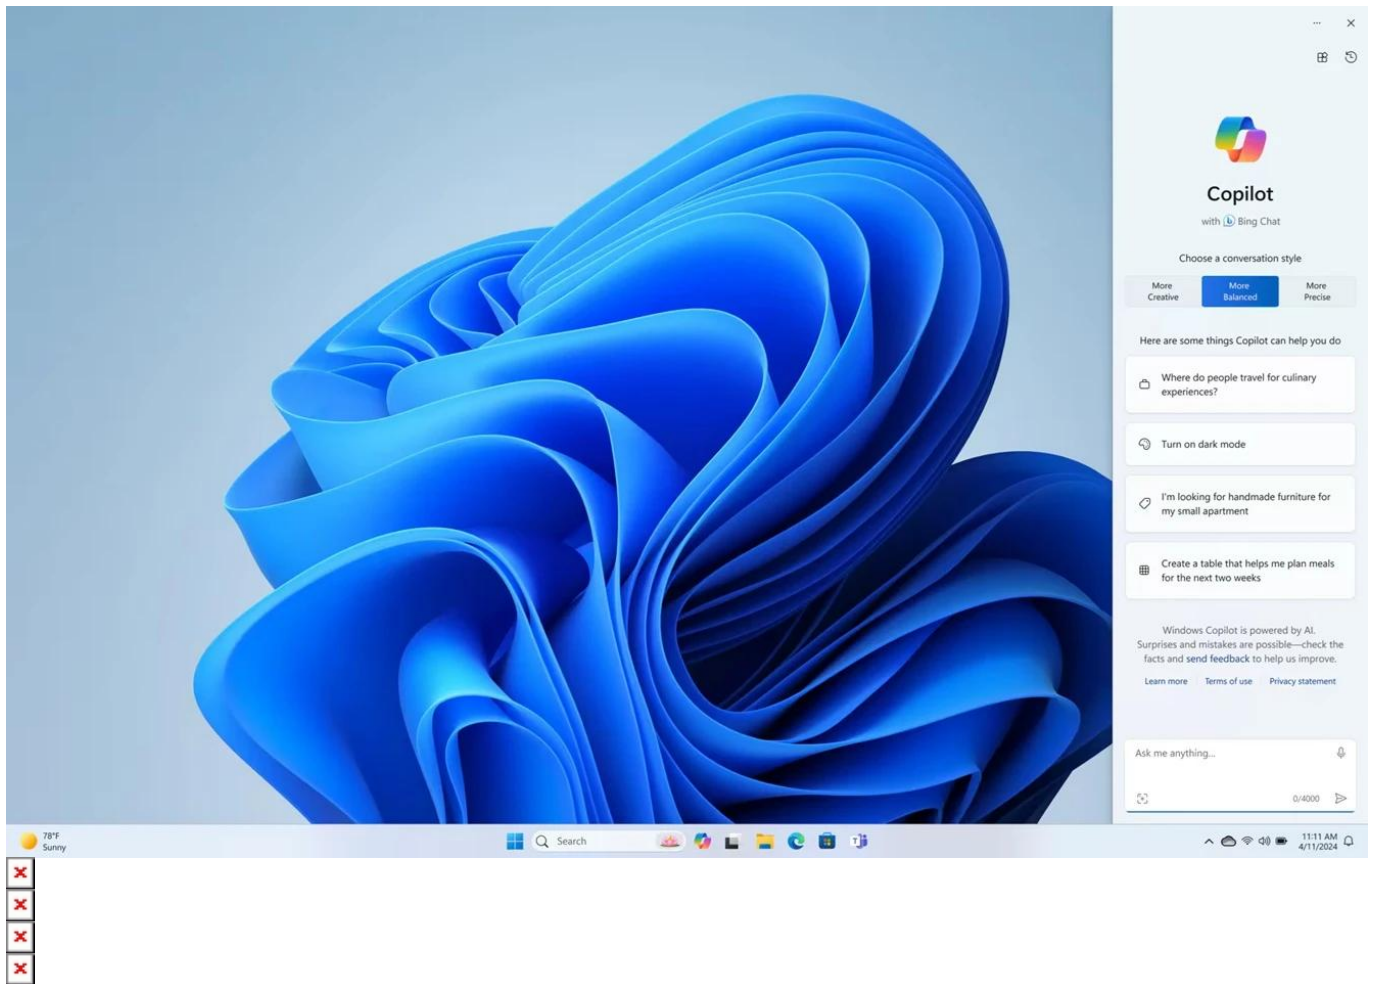 Copilot
with Bing Chat
Choose a conversation style
More
Creative
More
Balanced
More
Precise
Here are some things Copilot can help you do
Where do people travel for culinary
experiences?
Turn on dark mode
I'm looking for handmade furniture for
my small apartment
Create a table that helps me plan meals
for the next two weeks
Windows Copilot is powered by AI.
Surprises and mistakes are possible—check the
facts and send feedback to help us improve.
Learn more Terms of use Privacy statement
Ask me anything...
0/4000
78°F
Sunny
Search
11:11 AM
4/11/2024